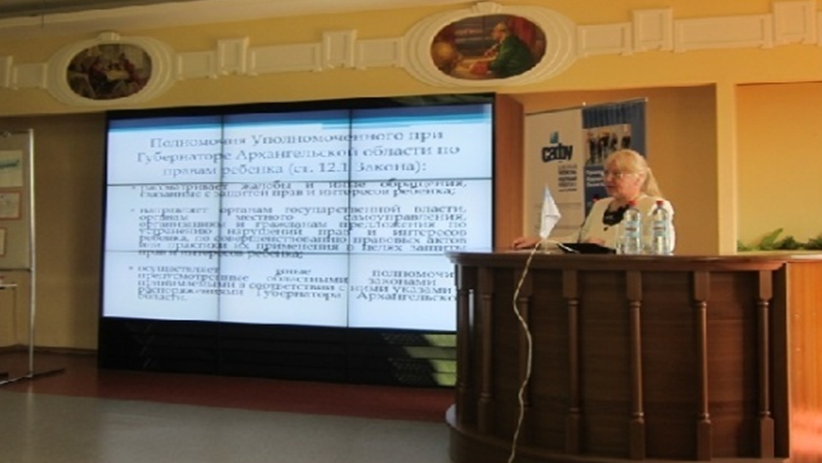 Полномочия Уполномоченного при
Губернаторе Архангельской области по
правам ребенка (ст. 12.1 Закона):
• рассматривает жалобы и иные обращения,
связанные с защитой прав и интересов ребенка;
• направляет органам государственной власти,
органам местного самоуправления,
организациям и гражданам предложения по
устранению нарушений прав и интересов
ребенка, по совершенствованию правовых актов
или практики их применения в целях защиты
прав и интересов ребенка;
• осуществляет иные полномочи
предусмотренные областными законами
принимаемыми в соответствии с ними указами
распоряжениями Губернатора Архангельско
области.
сафу